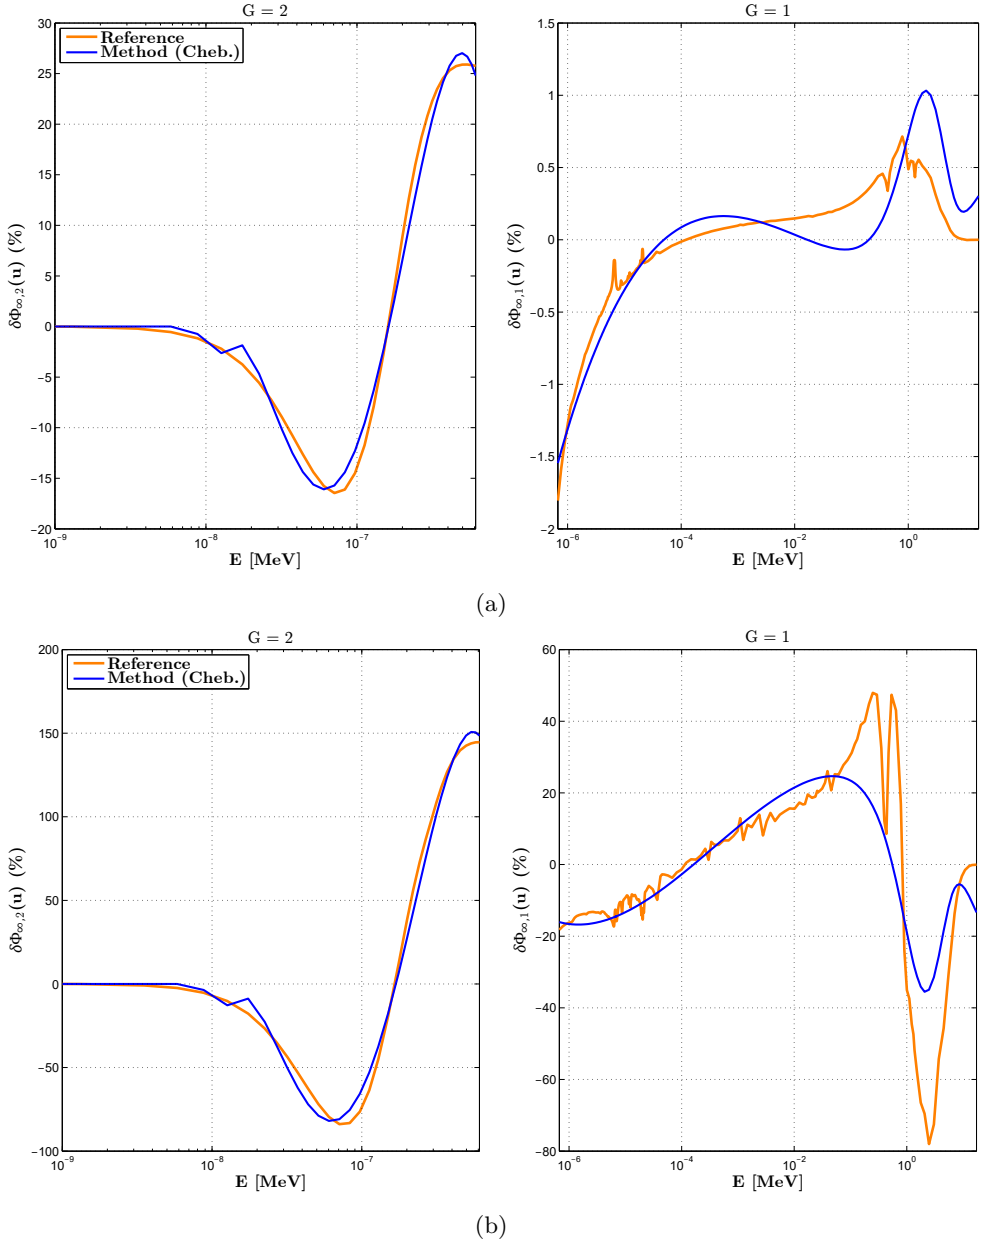 G = 2
30
25
20
15
10
5
0
−5
−10
−15
−20
Reference
Method (Cheb.)
δΦ∞,2(u) (%)
10⁻⁹
10⁻⁸
10⁻⁷
E [MeV]
G = 1
1.5
1
0.5
0
−0.5
−1
−1.5
−2
δΦ∞,1(u) (%)
10⁻⁶
10⁻⁴
10⁻²
10⁰
E [MeV]
(a)
G = 2
200
150
100
50
0
−50
−100
Reference
Method (Cheb.)
δΦ∞,2(u) (%)
10⁻⁹
10⁻⁸
10⁻⁷
E [MeV]
G = 1
60
40
20
0
−20
−40
−60
−80
δΦ∞,1(u) (%)
10⁻⁶
10⁻⁴
10⁻²
10⁰
E [MeV]
(b)